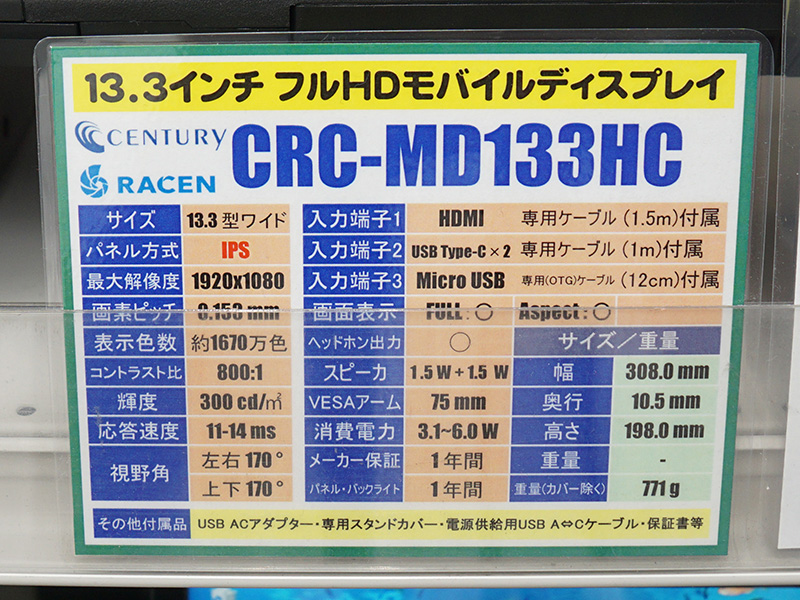 13.3インチ フルHDモバイルディスプレイ
CENTURY
RACEN
CRC-MD133HC
サイズ 13.3 型ワイド 入力端子1 HDMI 専用ケーブル (1.5m)付属
パネル方式 IPS 入力端子2 USB Type-C × 2 専用ケーブル (1m)付属
最大解像度 1920x1080 入力端子3 Micro USB 専用(OTG)ケーブル (12cm)付属
画素ピッチ 0.153 mm 画面表示 FULL : ○ Aspect : ○
表示色数 約1670万色 ヘッドホン出力 ○ サイズ／重量
コントラスト比 800:1 スピーカ 1.5 W + 1.5 W 幅 308.0 mm
輝度 300 cd/㎡ VESAアーム 75 mm 奥行 10.5 mm
応答速度 11-14 ms 消費電力 3.1~6.0 W 高さ 198.0 mm
視野角 左右 170° メーカー保証 1 年間 重量 -
上下 170° パネル・バックライト 1 年間 重量(カバー除く) 771 g
その他付属品 USB ACアダプター・専用スタンドカバー・電源供給用USB A⇔Cケーブル・保証書等